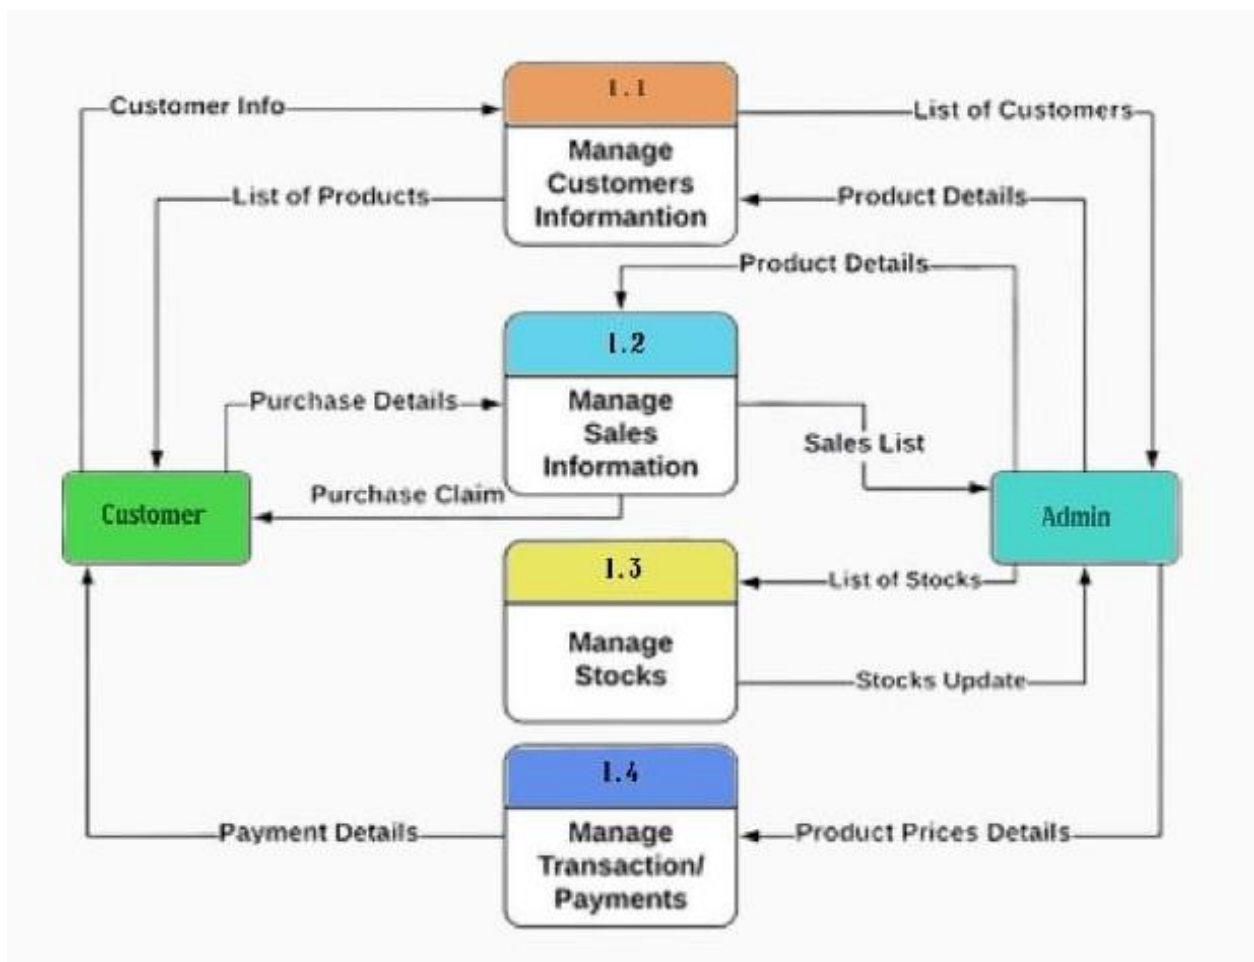 1.1
Customer Info
List of Customers
Manage
Customers
Informantion
List of Products
Product Details
Product Details
1.2
Purchase Details
Manage
Sales
Information
Sales List
Purchase Claim
Customer
Admin
1.3
List of Stocks
Manage
Stocks
Stocks Update
1.4
Payment Details
Manage
Transaction/
Payments
Product Prices Details